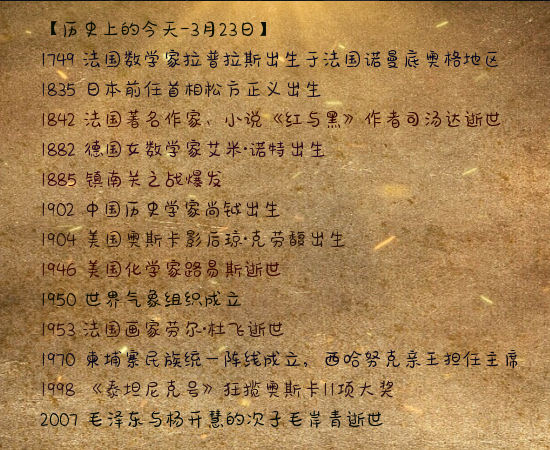 【历史上的今天-3月23日】
1749 法国数学家拉普拉斯出生于法国诺曼底奥格地区
1835 日本前任首相松方正义出生
1842 法国著名作家、小说《红与黑》作者司汤达逝世
1882 德国女数学家艾米·诺特出生
1885 镇南关之战爆发
1902 中国历史学家尚钺出生
1904 美国奥斯卡影后琼·克劳馥出生
1946 美国化学家路易斯逝世
1950 世界气象组织成立
1953 法国画家劳尔·杜飞逝世
1970 柬埔寨民族统一阵线成立，西哈努克亲王担任主席
1998 《泰坦尼克号》狂揽奥斯卡11项大奖
2007 毛泽东与杨开慧的次子毛岸青逝世